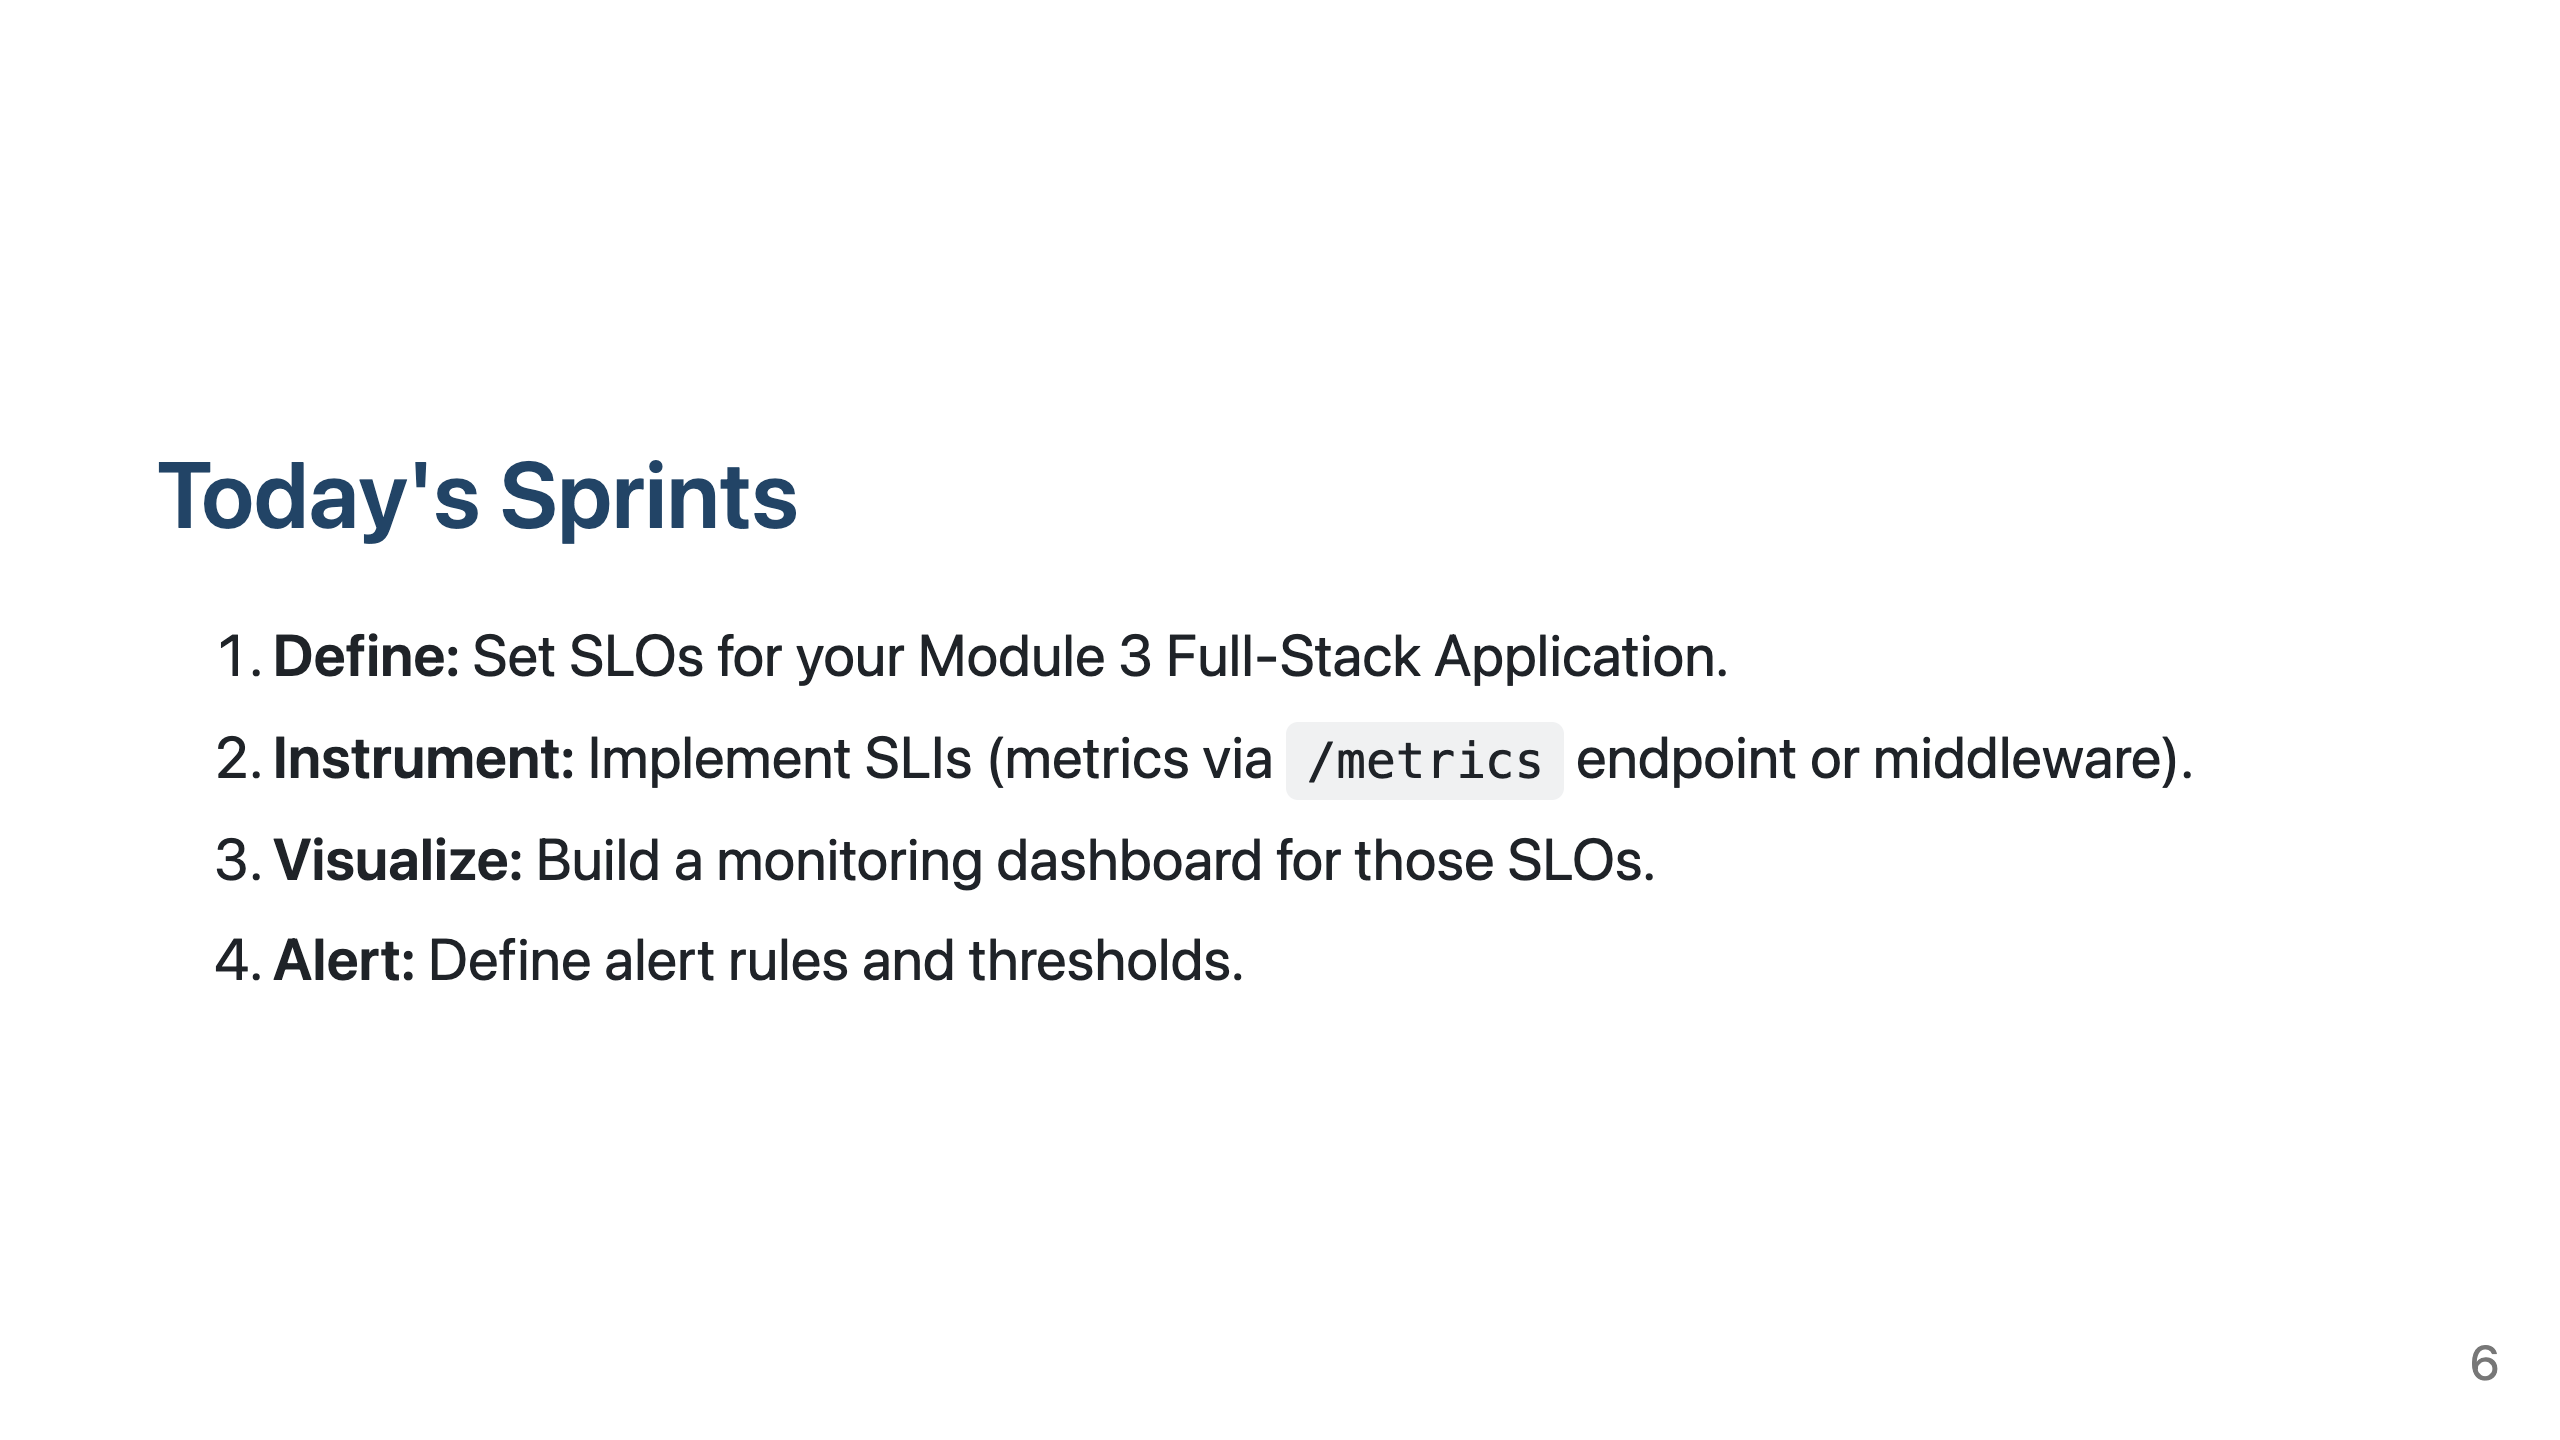 Today's Sprints
1. Define: Set SLOs for your Module 3 Full-Stack Application.
2. Instrument: Implement SLIs (metrics via /metrics endpoint or middleware).
3. Visualize: Build a monitoring dashboard for those SLOs.
4. Alert: Define alert rules and thresholds.
6